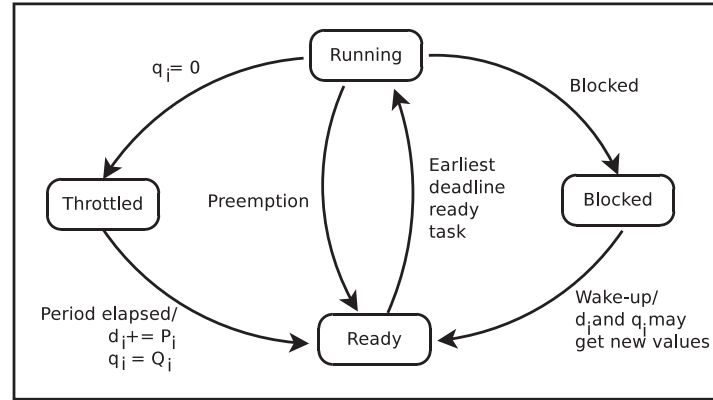 Running
q_i = 0
Blocked
Throttled
Preemption
Earliest
deadline
ready
task
Blocked
Period elapsed/
d_i += P_i
q_i = Q_i
Ready
Wake-up/
d_i and q_i may
get new values